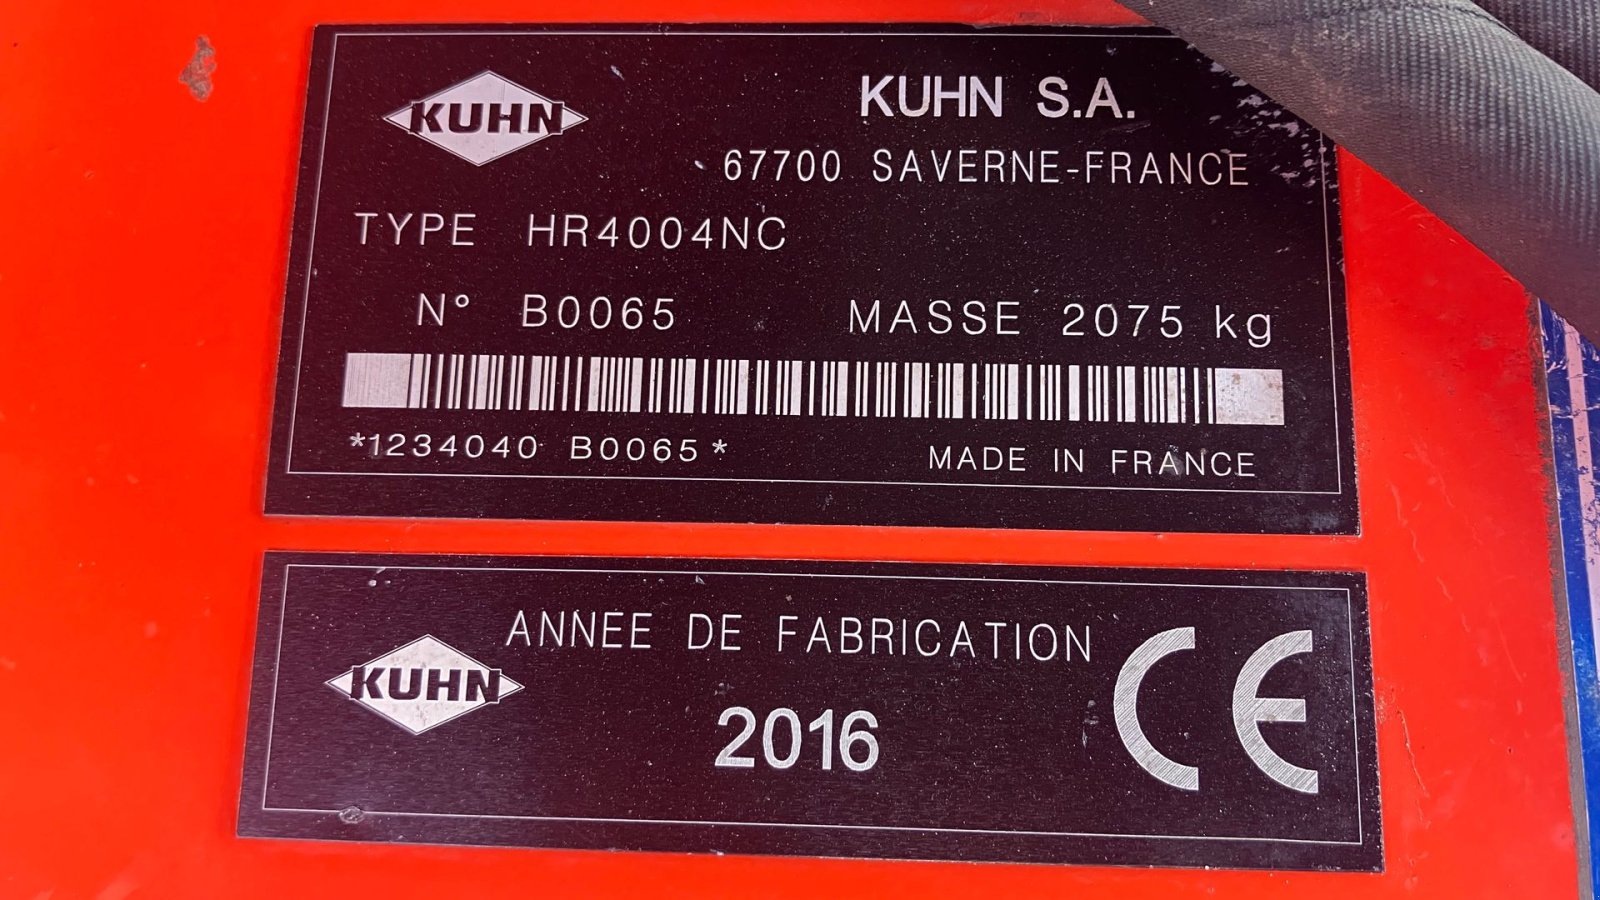 KUHN
KUHN S.A.
67700 SAVERNE-FRANCE
TYPE HR4004NC
N° B0065 MASSE 2075 kg
*1234040 B0065*
MADE IN FRANCE
ANNEE DE FABRICATION
KUHN
2016
CE